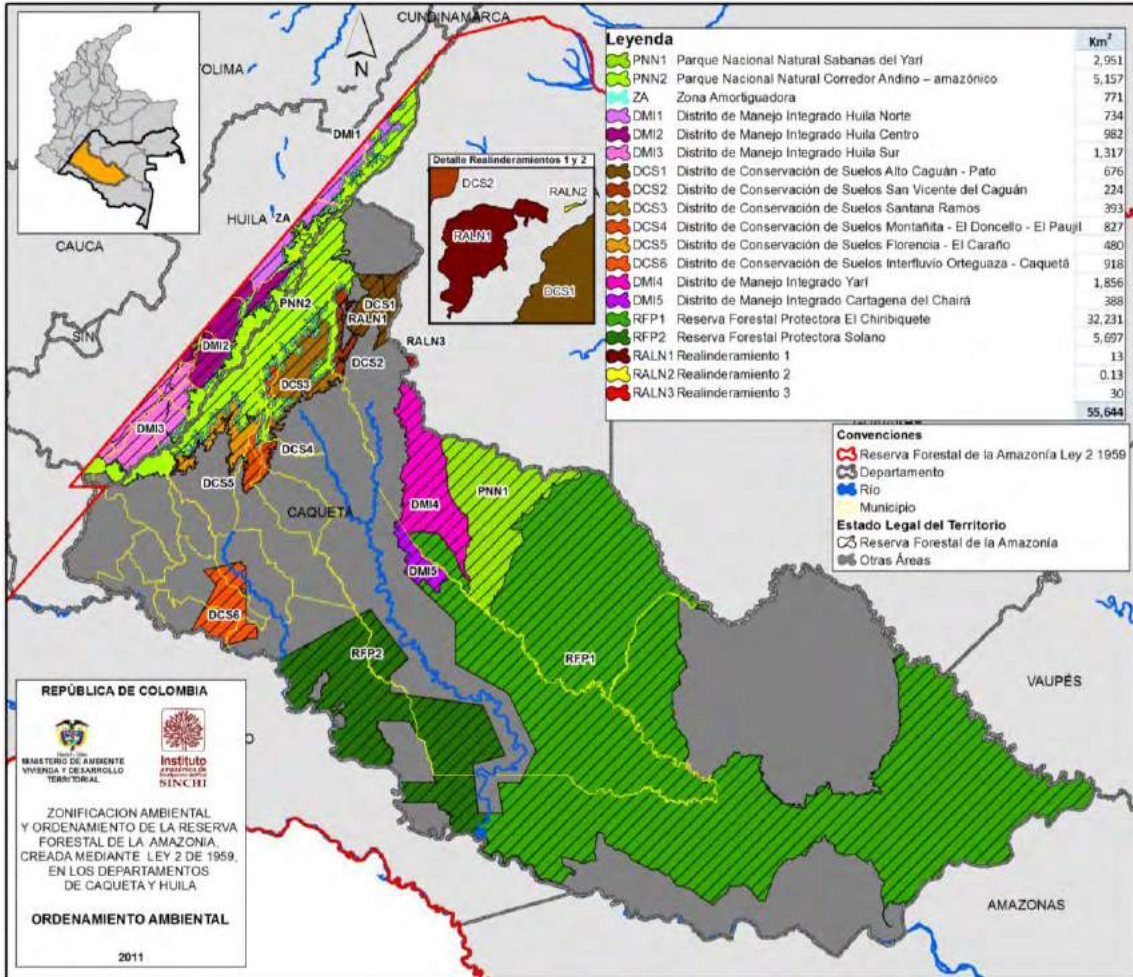 CUNDINAMARCA
TOLIMA
N
HUILA
ZA
CAUCA
SIN
DMI1
PNN2
DMI2
DMI3
DCS1
RALN1
RALN3
DCS2
DCS3
DCS4
DCS5
CAQUETA
DMI4
PNN1
DMI5
DCS6
RFP2
RFP1
VAUPÉS
AMAZONAS
Detalle Realinderamientos 1 y 2
DCS2
RALN2
RALN1
DCS1
Leyenda Km²
PNN1 Parque Nacional Natural Sabanas del Yarí 2,951
PNN2 Parque Nacional Natural Corredor Andino – amazónico 5,157
ZA Zona Amortiguadora 771
DMI1 Distrito de Manejo Integrado Huila Norte 734
DMI2 Distrito de Manejo Integrado Huila Centro 982
DMI3 Distrito de Manejo Integrado Huila Sur 1,317
DCS1 Distrito de Conservación de Suelos Alto Caguán - Pato 676
DCS2 Distrito de Conservación de Suelos San Vicente del Caguán 224
DCS3 Distrito de Conservación de Suelos Santana Ramos 393
DCS4 Distrito de Conservación de Suelos Montañita - El Doncello - El Paujil 827
DCS5 Distrito de Conservación de Suelos Florencia - El Caraño 480
DCS6 Distrito de Conservación de Suelos Interfluvio Orteguaza - Caquetá 918
DMI4 Distrito de Manejo Integrado Yarí 1,856
DMI5 Distrito de Manejo Integrado Cartagena del Chairá 388
RFP1 Reserva Forestal Protectora El Chiribiquete 32,231
RFP2 Reserva Forestal Protectora Solano 5,697
RALN1 Realinderamiento 1 13
RALN2 Realinderamiento 2 0.13
RALN3 Realinderamiento 3 30
55,644
Convenciones
Reserva Forestal de la Amazonía Ley 2 1959
Departamento
Río
Municipio
Estado Legal del Territorio
Reserva Forestal de la Amazonía
Otras Áreas
REPÚBLICA DE COLOMBIA
MINISTERIO DE AMBIENTE
VIVIENDA Y DESARROLLO
TERRITORIAL
Instituto
SINCHI
ZONIFICACION AMBIENTAL
Y ORDENAMIENTO DE LA RESERVA
FORESTAL DE LA AMAZONIA,
CREADA MEDIANTE LEY 2 DE 1959,
EN LOS DEPARTAMENTOS
DE CAQUETA Y HUILA
ORDENAMIENTO AMBIENTAL
2011